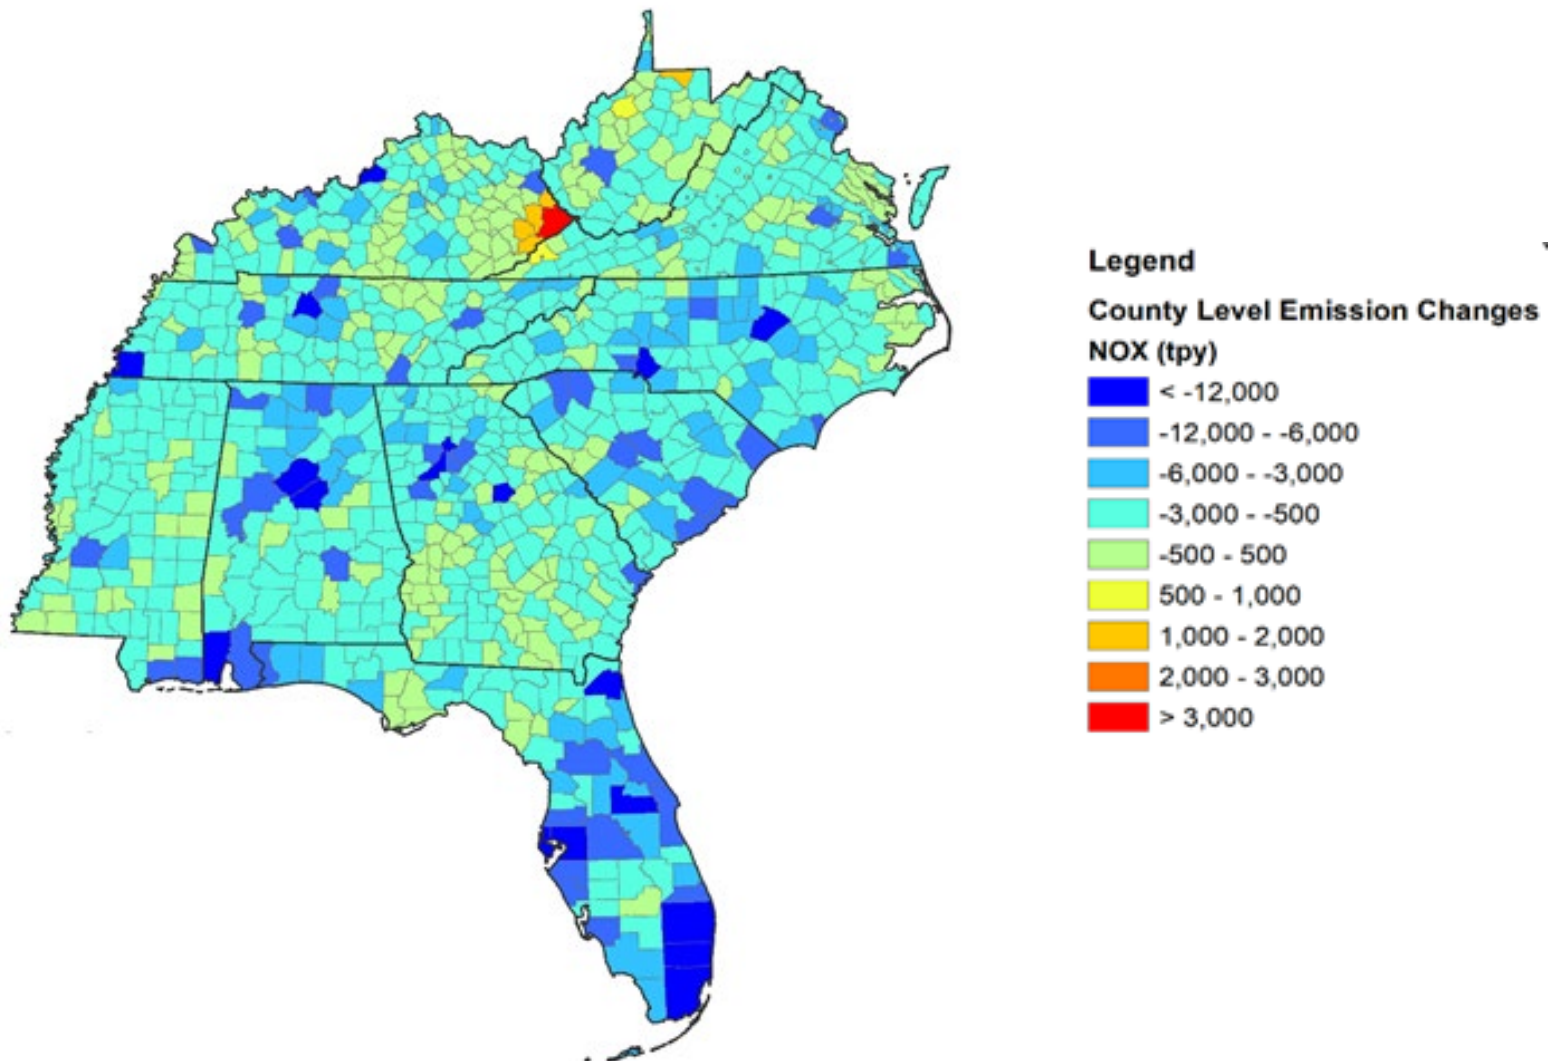 Legend
County Level Emission Changes
NOX (tpy)
< -12,000
-12,000 - -6,000
-6,000 - -3,000
-3,000 - -500
-500 - 500
500 - 1,000
1,000 - 2,000
2,000 - 3,000
> 3,000